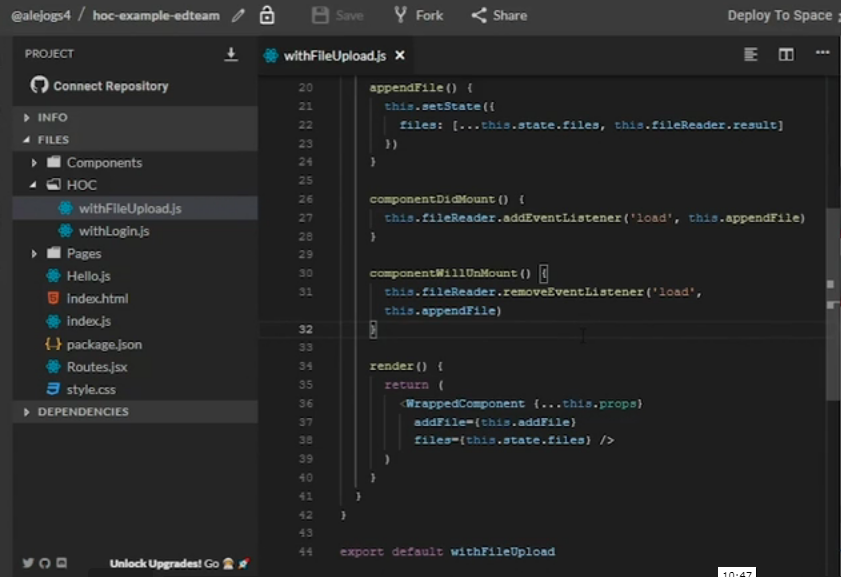 @alejogs4 / hoc-example-edteam Save Fork Share Deploy To Space
PROJECT
Connect Repository
INFO
FILES
Components
HOC
withFileUpload.js
withLogin.js
Pages
Hello.js
index.html
index.js
package.json
Routes.jsx
style.css
DEPENDENCIES
Unlock Upgrades! Go
withFileUpload.js
20 appendFile() {
21 this.setState({
22 files: [...this.state.files, this.fileReader.result]
23 })
24 }
25
26 componentDidMount() {
27 this.fileReader.addEventListener('load', this.appendFile)
28 }
29
30 componentWillUnMount() {
31 this.fileReader.removeEventListener('load',
this.appendFile)
32 }
33
34 render() {
35 return (
36 <WrappedComponent {...this.props}
37 addFile={this.addFile}
38 files={this.state.files} />
39 )
40 }
41 }
42 }
43
44 export default withFileUpload
10:47